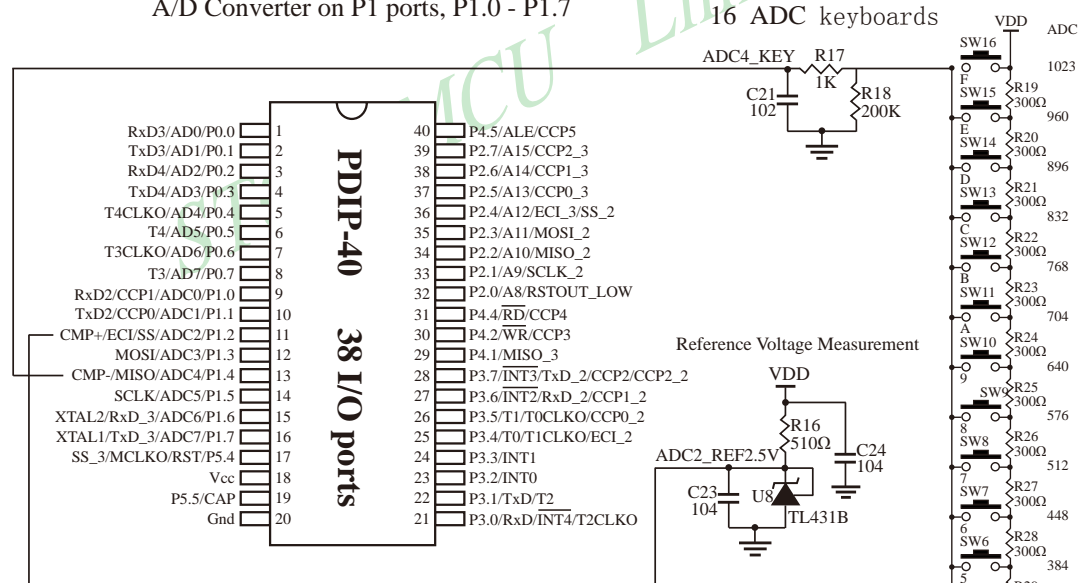 A/D Converter on P1 ports, P1.0 - P1.7
16 ADC keyboards
VDD
ADC
SW16
ADC4_KEY
R17
1K
1023
F
C21
102
R18
200K
SW15
R19
300Ω
960
E
SW14
R20
300Ω
896
D
SW13
R21
300Ω
832
C
SW12
R22
300Ω
768
B
SW11
R23
300Ω
704
A
SW10
R24
300Ω
640
9
SW9
R25
300Ω
576
8
SW8
R26
300Ω
512
7
SW7
R27
300Ω
448
6
SW6
R28
300Ω
384
5
MCU
PDIP-40 38 I/O ports
RxD3/AD0/P0.0 1
TxD3/AD1/P0.1 2
RxD4/AD2/P0.2 3
TxD4/AD3/P0.3 4
T4CLKO/AD4/P0.4 5
T4/AD5/P0.5 6
T3CLKO/AD6/P0.6 7
T3/AD7/P0.7 8
RxD2/CCP1/ADC0/P1.0 9
TxD2/CCP0/ADC1/P1.1 10
CMP+/ECI/SS/ADC2/P1.2 11
MOSI/ADC3/P1.3 12
CMP-/MISO/ADC4/P1.4 13
SCLK/ADC5/P1.5 14
XTAL2/RxD_3/ADC6/P1.6 15
XTAL1/TxD_3/ADC7/P1.7 16
SS_3/MCLKO/RST/P5.4 17
Vcc 18
P5.5/CAP 19
Gnd 20
40 P4.5/ALE/CCP5
39 P2.7/A15/CCP2_3
38 P2.6/A14/CCP1_3
37 P2.5/A13/CCP0_3
36 P2.4/A12/ECI_3/SS_2
35 P2.3/A11/MOSI_2
34 P2.2/A10/MISO_2
33 P2.1/A9/SCLK_2
32 P2.0/A8/RSTOUT_LOW
31 P4.4/RD/CCP4
30 P4.2/WR/CCP3
29 P4.1/MISO_3
28 P3.7/INT3/TxD_2/CCP2/CCP2_2
27 P3.6/INT2/RxD_2/CCP1_2
26 P3.5/T1/T0CLKO/CCP0_2
25 P3.4/T0/T1CLKO/ECI_2
24 P3.3/INT1
23 P3.2/INT0
22 P3.1/TxD/T2
21 P3.0/RxD/INT4/T2CLKO
Reference Voltage Measurement
VDD
R16
510Ω
C24
104
ADC2_REF2.5V
C23
104
U8
TL431B